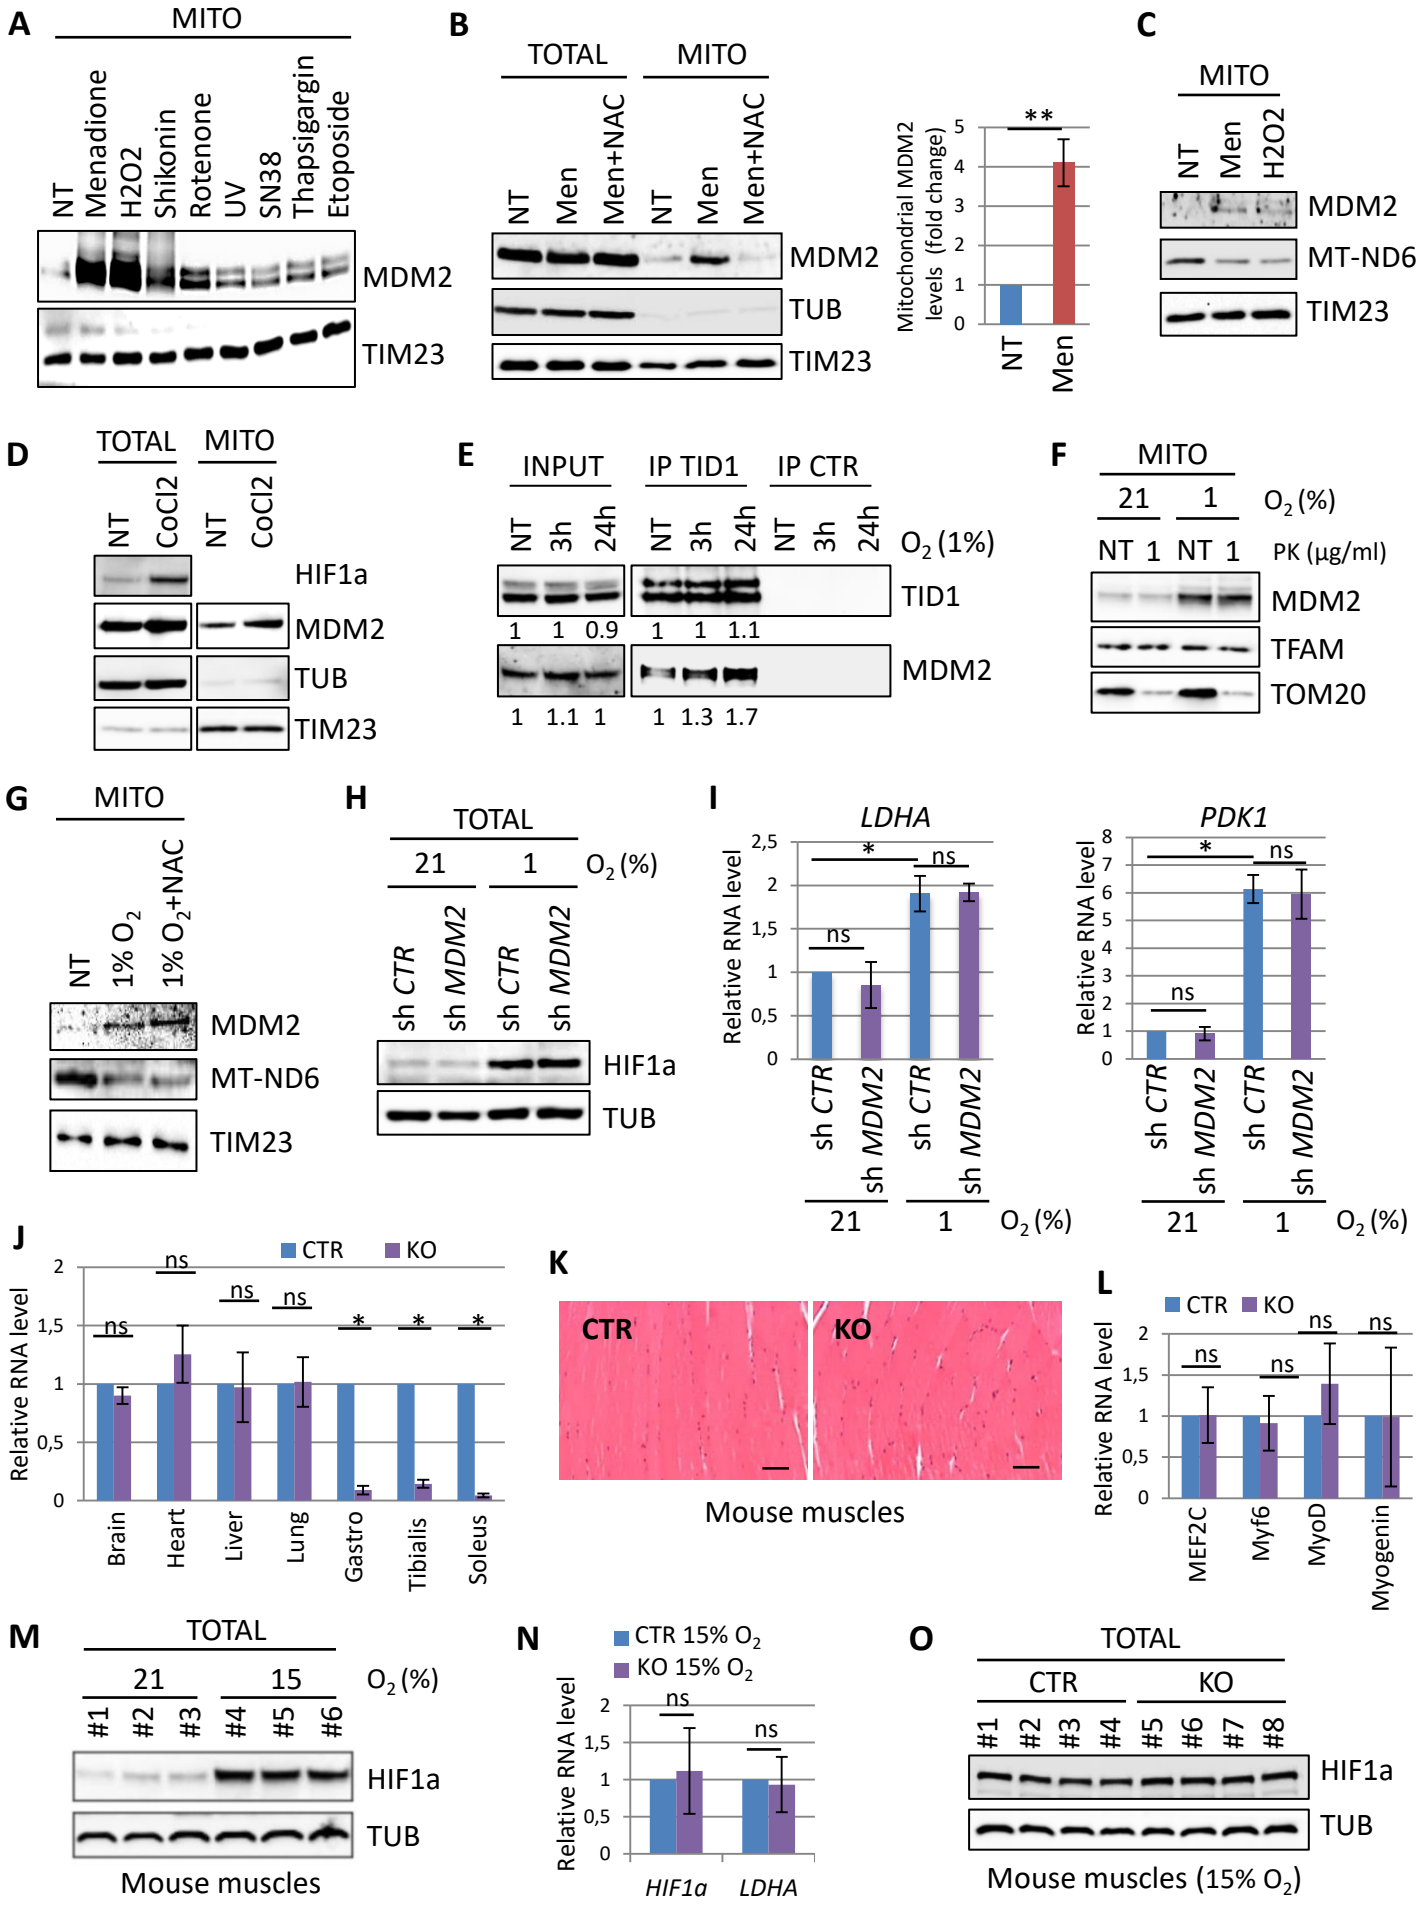 A
MITO
NT
Menadione
H2O2
Shikonin
Rotenone
UV
SN38
Thapsigargin
Etoposide
MDM2
TIM23
B
TOTAL MITO
NT Men Men+NAC NT Men Men+NAC
MDM2
TUB
TIM23
Mitochondrial MDM2
levels (fold change)
5
4
3
2
1
0
**
NT Men
C
MITO
NT Men H2O2
MDM2
MT-ND6
TIM23
D
TOTAL MITO
NT CoCl2 NT CoCl2
HIF1a
MDM2
TUB
TIM23
E
INPUT IP TID1 IP CTR
NT 3h 24h NT 3h 24h NT 3h 24h O2 (1%)
TID1
1 1 0.9 1 1 1.1
MDM2
1 1.1 1 1 1.3 1.7
F
MITO
21 1 O2 (%)
NT 1 NT 1 PK (µg/ml)
MDM2
TFAM
TOM20
G
MITO
NT 1% O2 1% O2+NAC
MDM2
MT-ND6
TIM23
H
TOTAL
21 1 O2 (%)
sh CTR sh MDM2 sh CTR sh MDM2
HIF1a
TUB
I
LDHA
Relative RNA level
2,5
2
1,5
1
0,5
0
ns * ns
sh CTR sh MDM2 sh CTR sh MDM2
21 1 O2 (%)
PDK1
Relative RNA level
8
7
6
5
4
3
2
1
0
ns * ns
sh CTR sh MDM2 sh CTR sh MDM2
21 1 O2 (%)
J
CTR KO
Relative RNA level
2
1,5
1
0,5
0
ns ns ns ns * * *
Brain Heart Liver Lung Gastro Tibialis Soleus
K
CTR KO
Mouse muscles
L
CTR KO
Relative RNA level
2
1,5
1
0,5
0
ns ns ns ns
MEF2C Myf6 MyoD Myogenin
M
TOTAL
21 15 O2 (%)
#1 #2 #3 #4 #5 #6
HIF1a
TUB
Mouse muscles
N
CTR 15% O2
KO 15% O2
Relative RNA level
2
1,5
1
0,5
0
ns ns
HIF1a LDHA
O
TOTAL
CTR KO
#1 #2 #3 #4 #5 #6 #7 #8
HIF1a
TUB
Mouse muscles (15% O2)